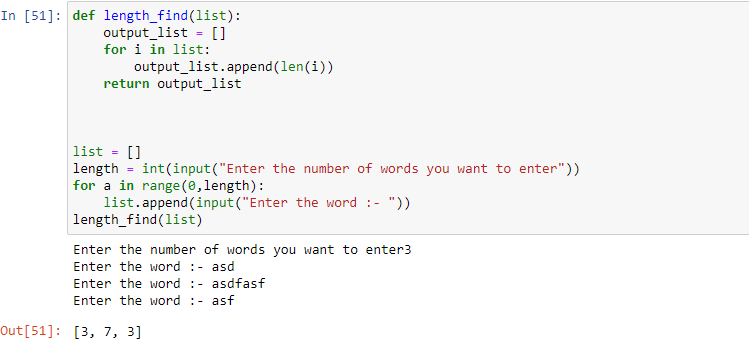 In [51]: def length_find(list):
    output_list = []
    for i in list:
        output_list.append(len(i))
    return output_list
list = []
length = int(input("Enter the number of words you want to enter"))
for a in range(0,length):
    list.append(input("Enter the word :- "))
length_find(list)
Enter the number of words you want to enter3
Enter the word :- asd
Enter the word :- asdfasf
Enter the word :- asf
Out[51]: [3, 7, 3]